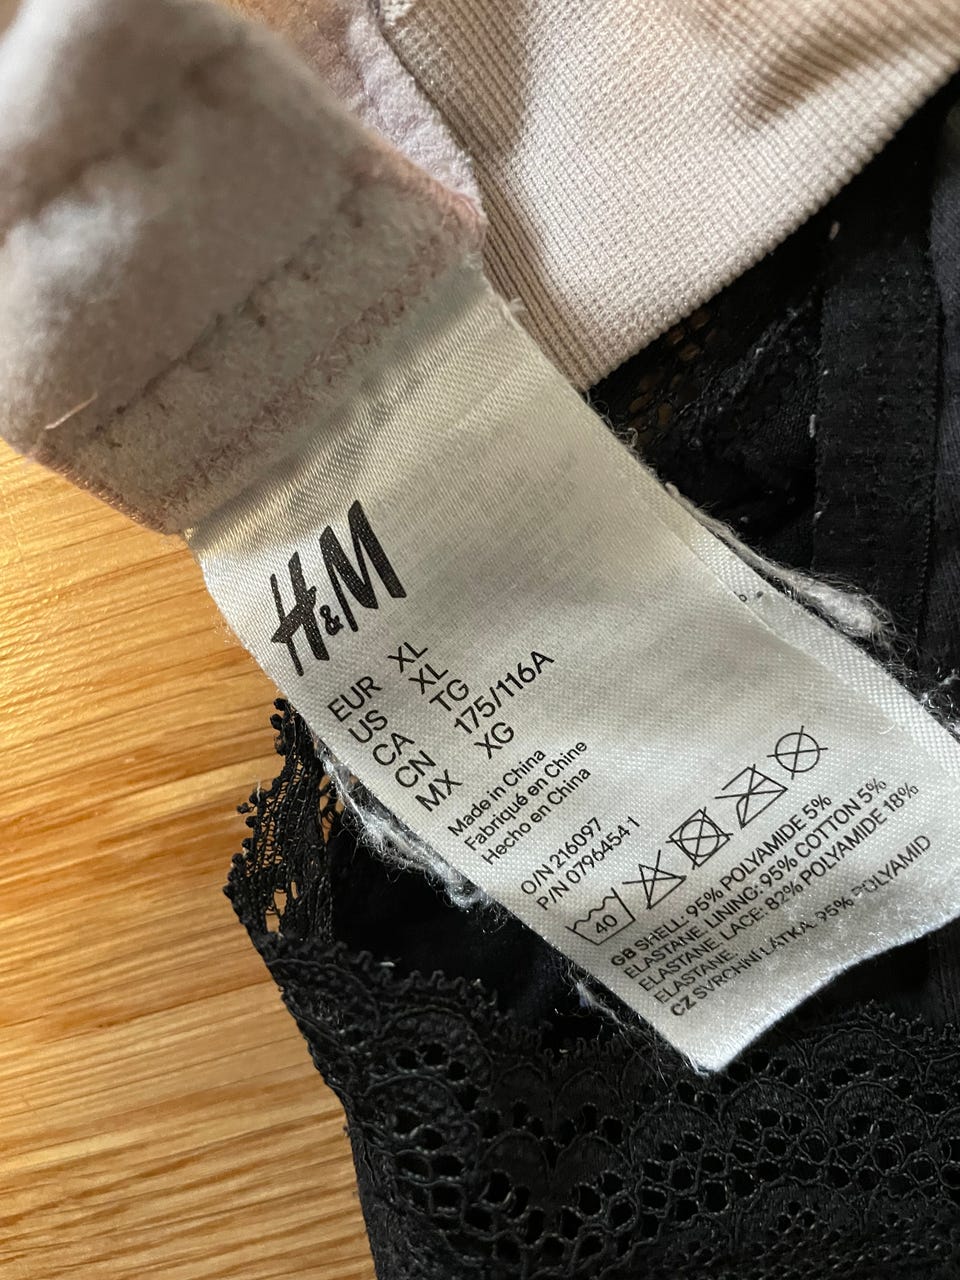 H&M
EUR XL
US XL
CA TG
CN 175/116A
MX XG
Made in China
Fabriqué en Chine
Hecho en China
O/N 216097
P/N 0796454-1
40
GB SHELL: 95% POLYAMIDE 5%
ELASTANE. LINING: 95% COTTON 5%
ELASTANE. LACE: 82% POLYAMIDE 18%
ELASTANE.
CZ SVRCHNÍ LÁTKA: 95% POLYAMID